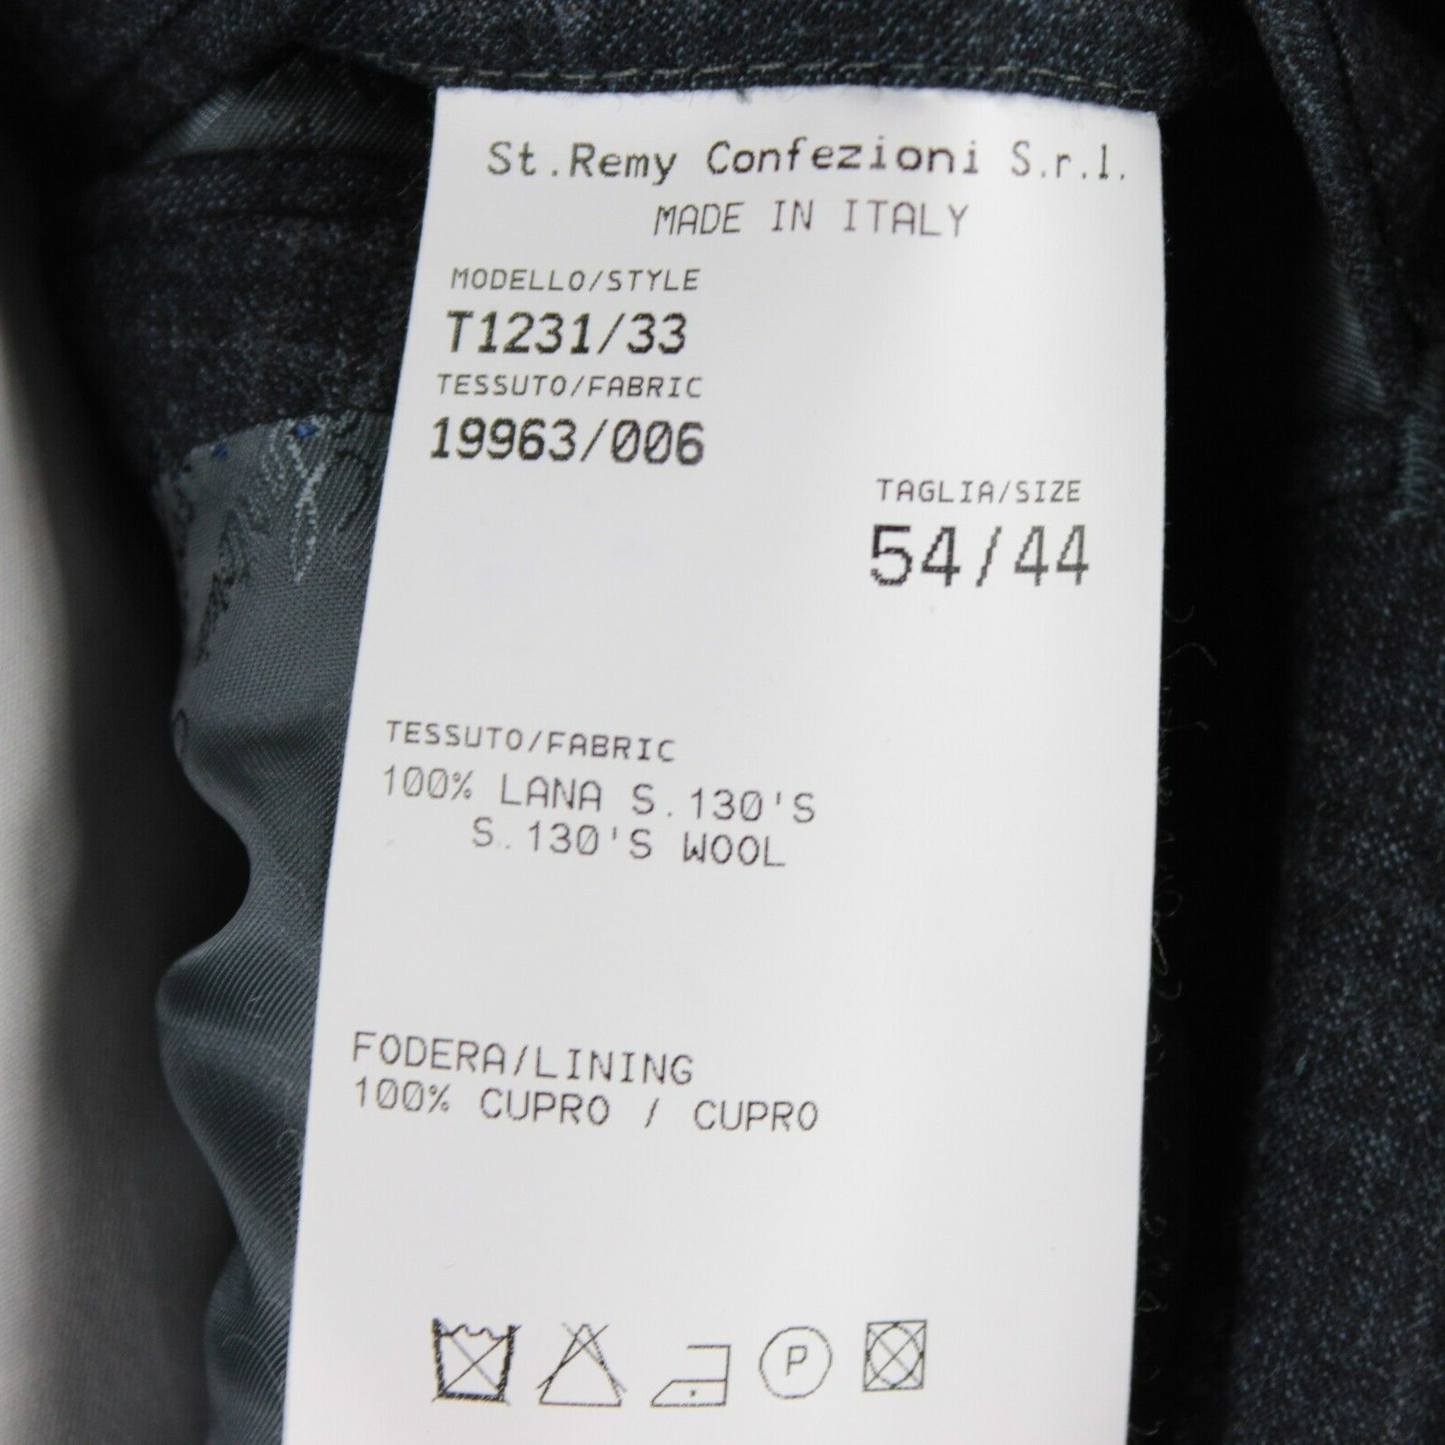 St.Remy Confezioni S.r.l.
MADE IN ITALY
MODELLO/STYLE
T1231/33
TESSUTO/FABRIC
19963/006
TAGLIA/SIZE
54/44
TESSUTO/FABRIC
100% LANA S.130'S
S.130'S WOOL
FODERA/LINING
100% CUPRO / CUPRO
P